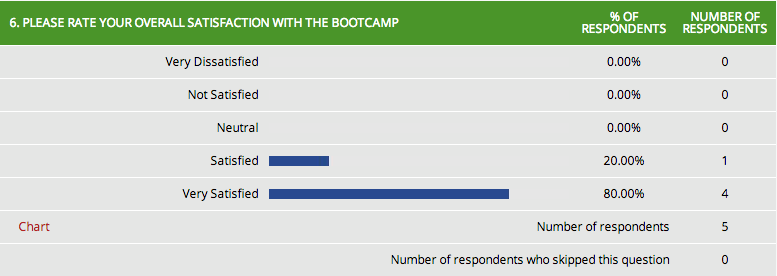 6. PLEASE RATE YOUR OVERALL SATISFACTION WITH THE BOOTCAMP % OF RESPONDENTS NUMBER OF RESPONDENTS
Very Dissatisfied 0.00% 0
Not Satisfied 0.00% 0
Neutral 0.00% 0
Satisfied 20.00% 1
Very Satisfied 80.00% 4
Chart Number of respondents 5
Number of respondents who skipped this question 0